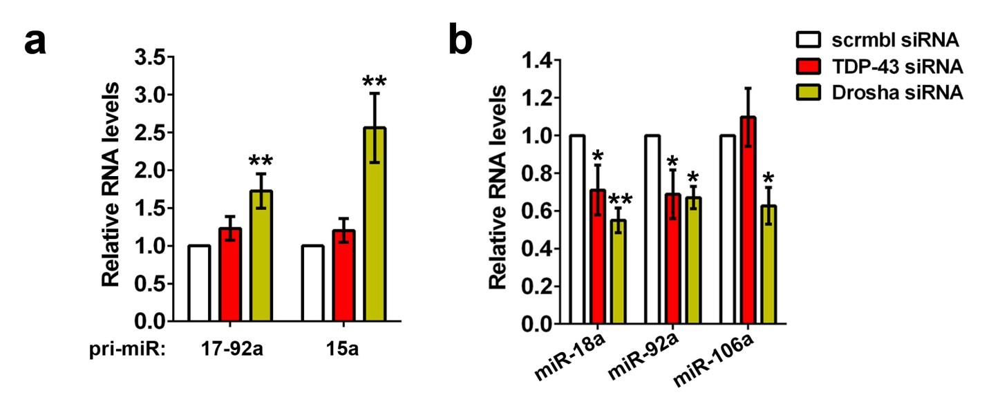 a
Relative RNA levels
3.5
3.0
2.5
2.0
1.5
1.0
0.5
0.0
**
**
pri-miR: 17-92a 15a
b
Relative RNA levels
1.4
1.2
1.0
0.8
0.6
0.4
0.2
0.0
*
**
*
*
*
miR-18a
miR-92a
miR-106a
scrmbl siRNA
TDP-43 siRNA
Drosha siRNA